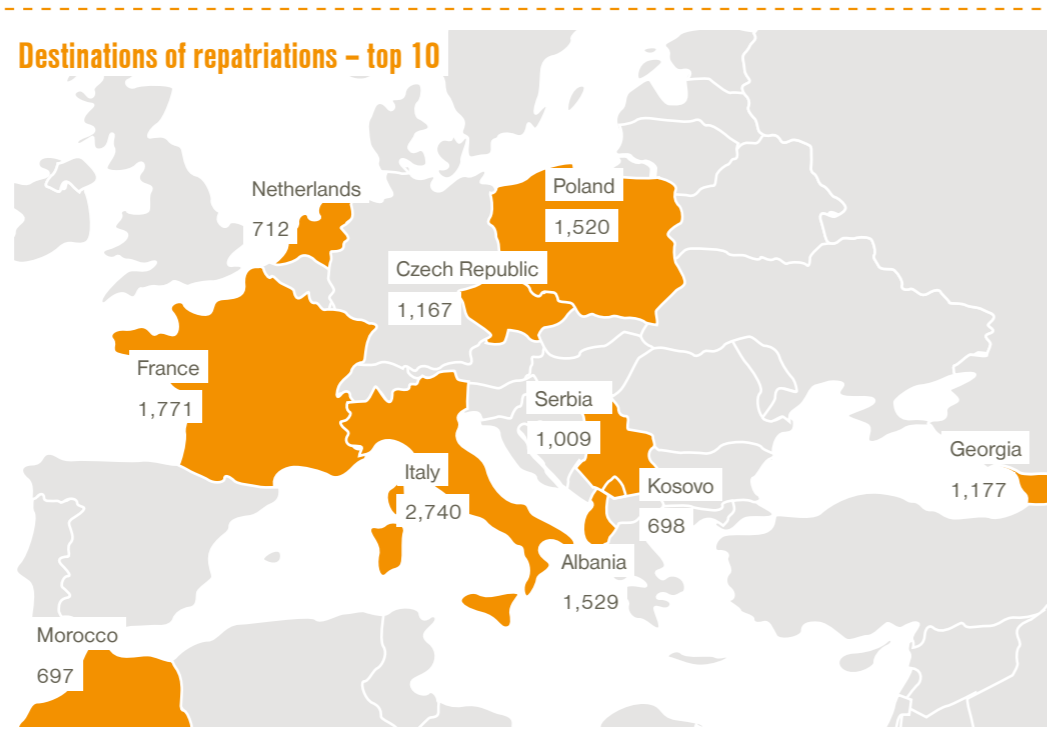 Destinations of repatriations – top 10
Netherlands
712
Poland
1,520
Czech Republic
1,167
France
1,771
Serbia
1,009
Italy
2,740
Georgia
1,177
Kosovo
698
Albania
1,529
Morocco
697